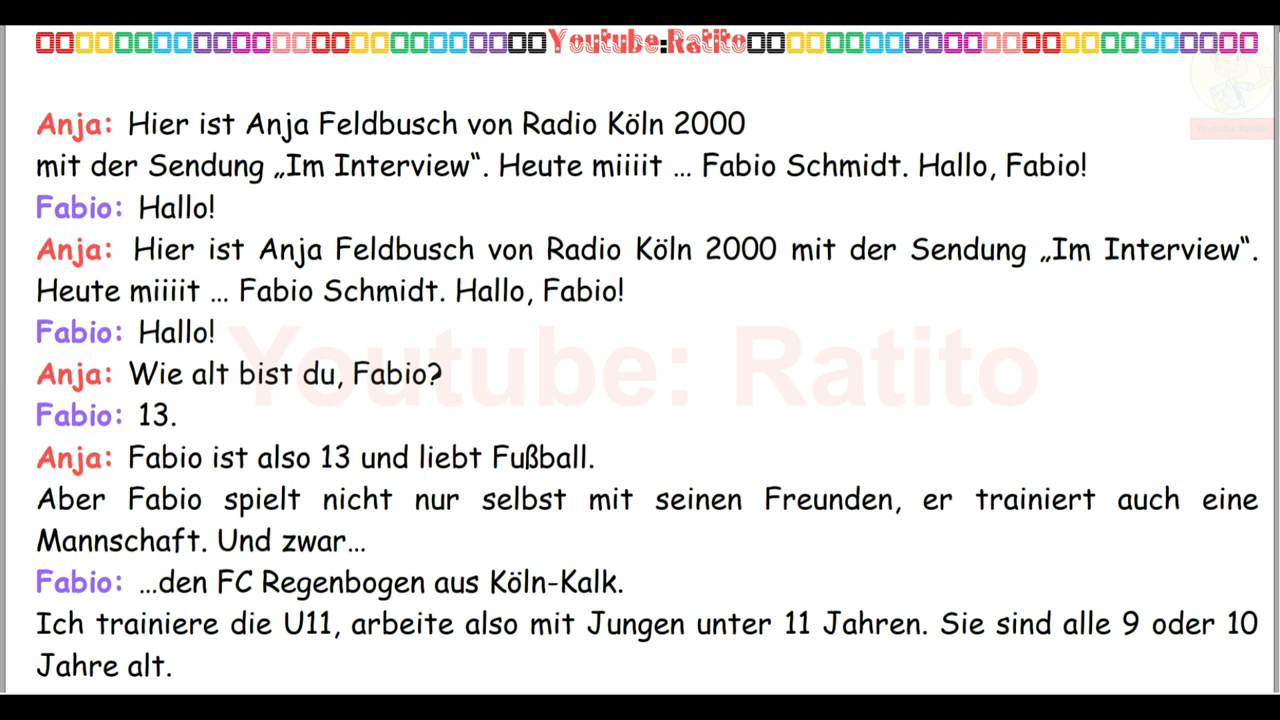 Youtube:Ratito
Anja: Hier ist Anja Feldbusch von Radio Köln 2000
mit der Sendung „Im Interview“. Heute miiiit ... Fabio Schmidt. Hallo, Fabio!
Fabio: Hallo!
Anja: Hier ist Anja Feldbusch von Radio Köln 2000 mit der Sendung „Im Interview“.
Heute miiiit ... Fabio Schmidt. Hallo, Fabio!
Fabio: Hallo!
Youtube: Ratito
Anja: Wie alt bist du, Fabio?
Fabio: 13.
Anja: Fabio ist also 13 und liebt Fußball.
Aber Fabio spielt nicht nur selbst mit seinen Freunden, er trainiert auch eine
Mannschaft. Und zwar...
Fabio: ...den FC Regenbogen aus Köln-Kalk.
Ich trainiere die U11, arbeite also mit Jungen unter 11 Jahren. Sie sind alle 9 oder 10
Jahre alt.